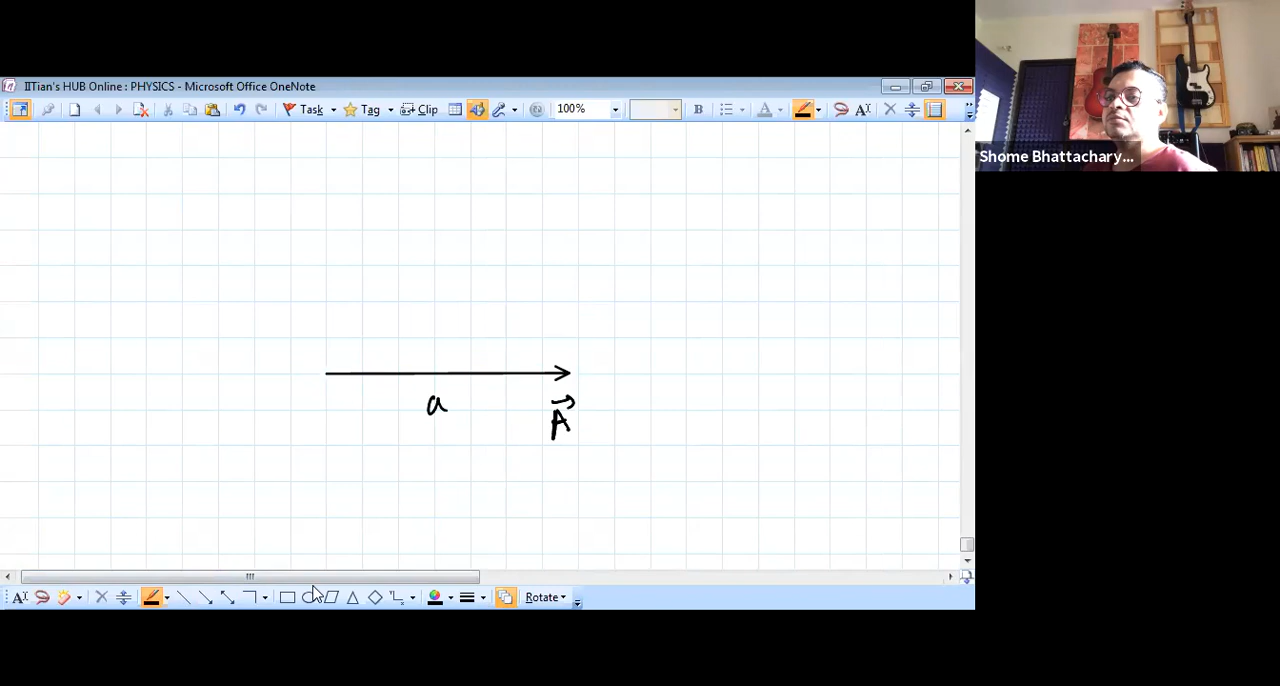 IITian's HUB Online : PHYSICS - Microsoft Office OneNote
Task Tag Clip 100% B A A
Shome Bhattachary...
a
A
A Rotate